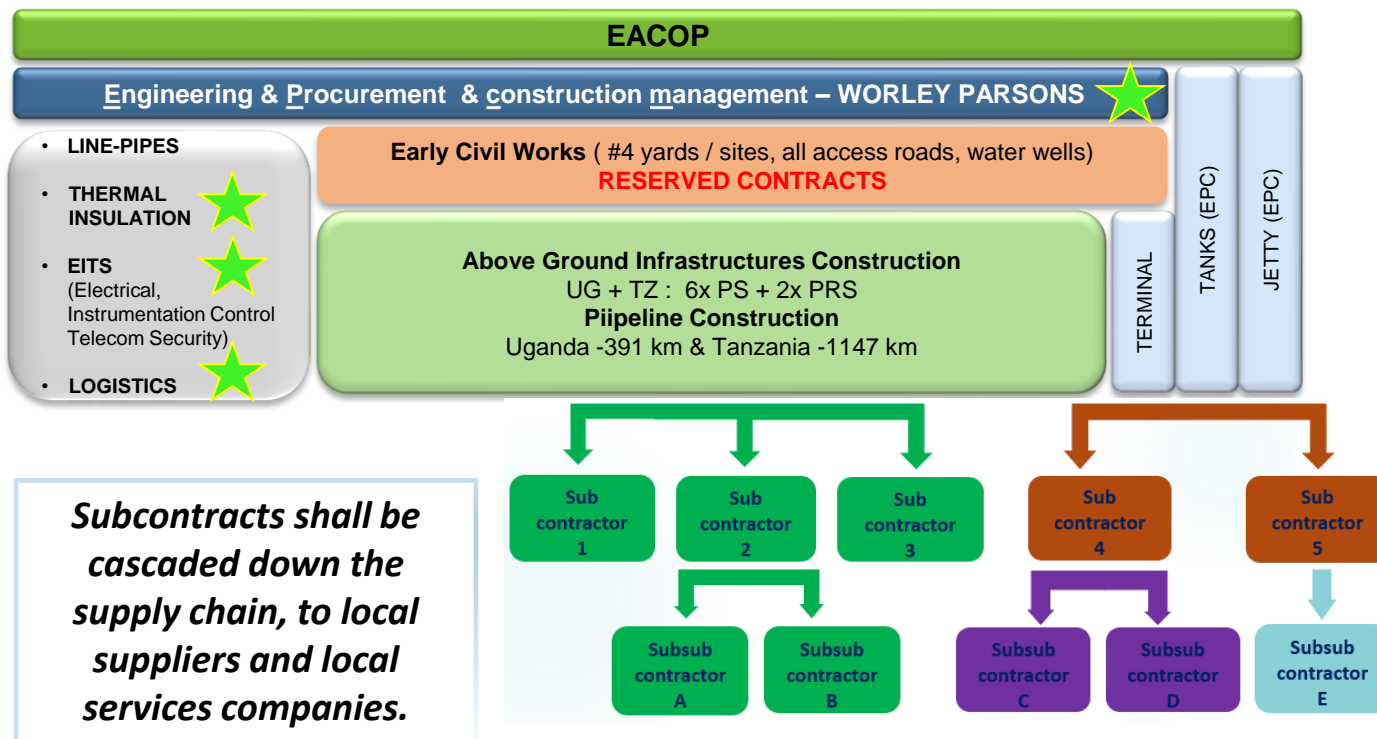 EACOP
Engineering & Procurement & construction management – WORLEY PARSONS
• LINE-PIPES
• THERMAL
INSULATION
• EITS
(Electrical,
Instrumentation Control
Telecom Security)
• LOGISTICS
Early Civil Works ( #4 yards / sites, all access roads, water wells)
RESERVED CONTRACTS
Above Ground Infrastructures Construction
UG + TZ : 6x PS + 2x PRS
Piipeline Construction
Uganda -391 km & Tanzania -1147 km
TERMINAL
TANKS (EPC)
JETTY (EPC)
Subcontracts shall be
cascaded down the
supply chain, to local
suppliers and local
services companies.
Sub
contractor
1
Sub
contractor
2
Sub
contractor
3
Sub
contractor
4
Sub
contractor
5
Subsub
contractor
A
Subsub
contractor
B
Subsub
contractor
C
Subsub
contractor
D
Subsub
contractor
E